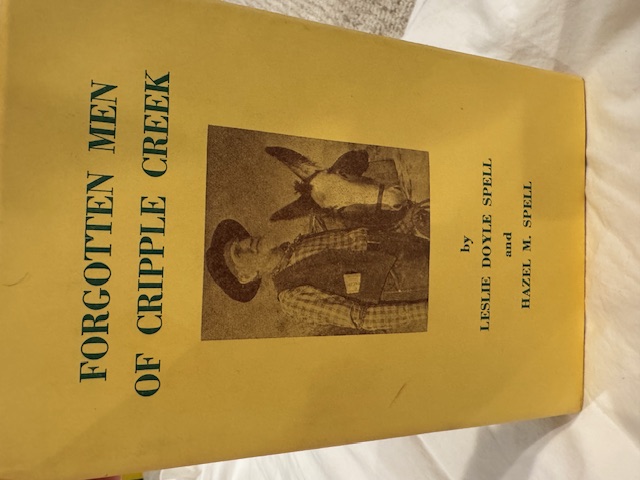 FORGOTTEN MEN
OF CRIPPLE CREEK
by
LESLIE DOYLE SPELL
and
HAZEL M. SPELL